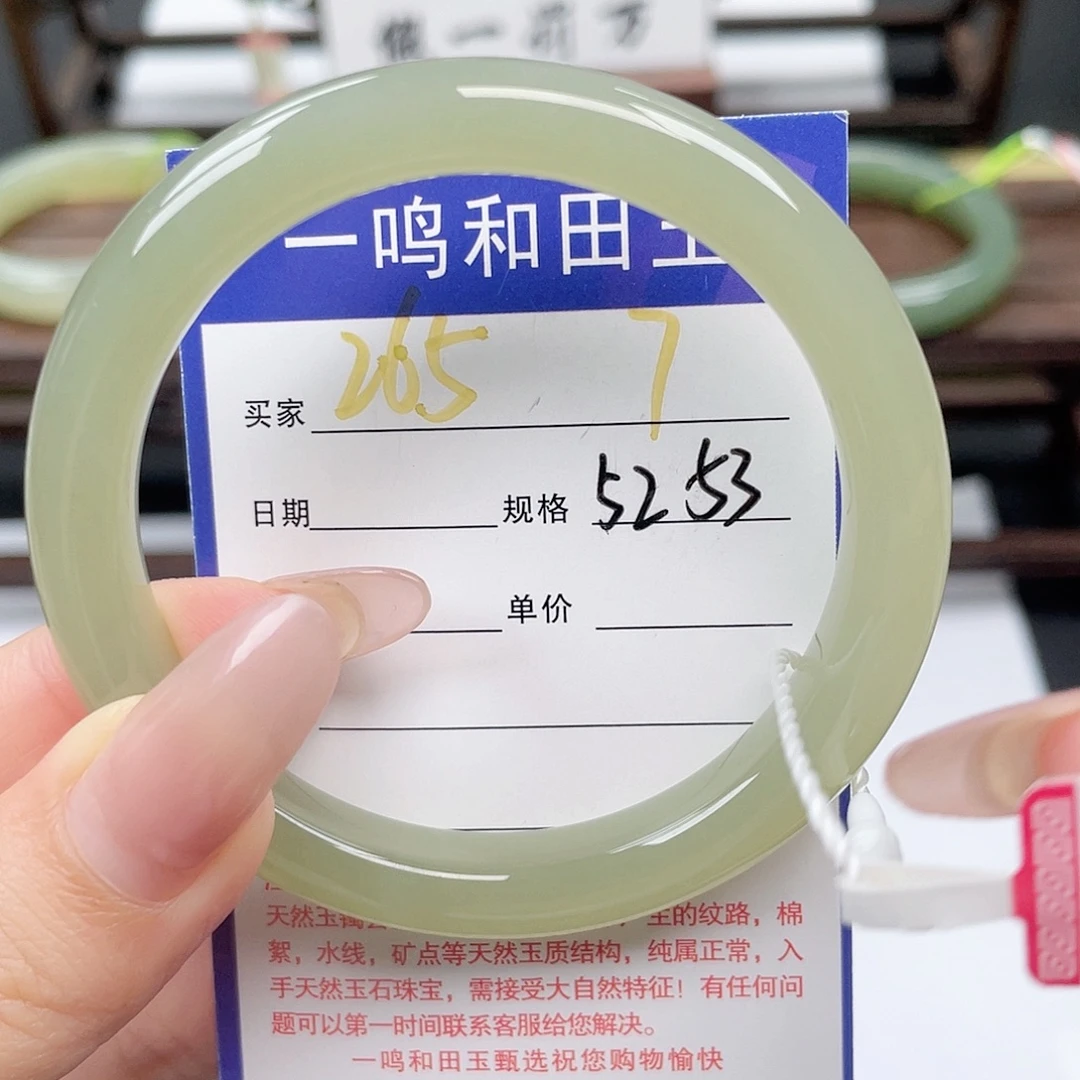 一鸣和田玉
买家 265 7
日期 规格 52 53
单价
天然玉镯 生的纹路，棉
絮，水线，矿点等天然玉质结构，纯属正常，入
手天然玉石珠宝，需接受大自然特征！有任何问
题可以第一时间联系客服给您解决。
一鸣和田玉甄选祝您购物愉快